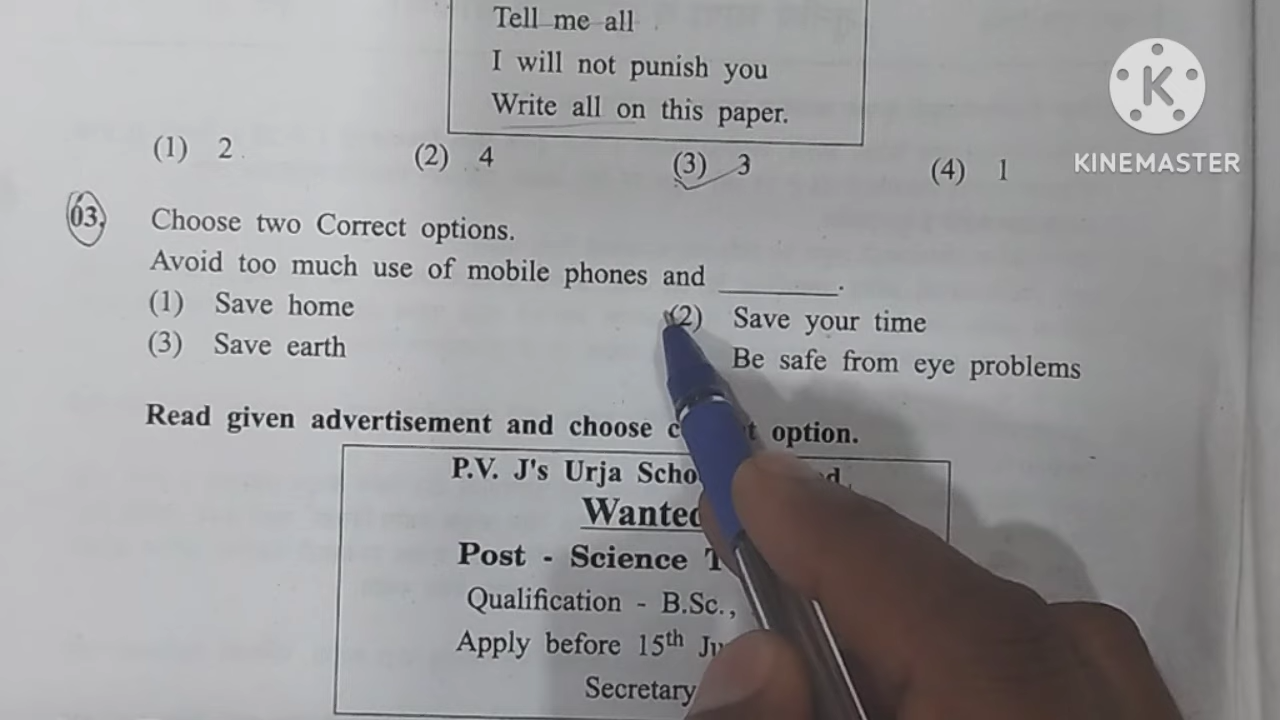 Tell me all
I will not punish you
Write all on this paper.
(1) 2 (2) 4 (3) 3 (4) 1
KINEMASTER
03. Choose two Correct options.
Avoid too much use of mobile phones and ________.
(1) Save home (2) Save your time
(3) Save earth Be safe from eye problems
Read given advertisement and choose option.
P.V. J's Urja
Wanted
Post - Science
Qualification - B.Sc.,
Apply before 15th
Secretary